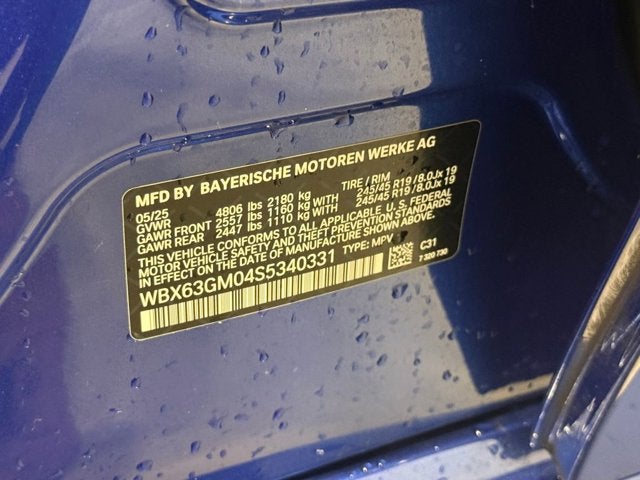 MFD BY BAYERISCHE MOTOREN WERKE AG
05/25 TIRE / RIM
GVWR 4806 lbs 2180 kg
GAWR FRONT 2557 lbs 1160 kg WITH 245/45 R19 /8.0Jx 19
GAWR REAR 2447 lbs 1110 kg WITH 245/45 R19 /8.0Jx 19
THIS VEHICLE CONFORMS TO ALL APPLICABLE U.S. FEDERAL
MOTOR VEHICLE SAFETY AND THEFT PREVENTION STANDARDS
IN EFFECT ON THE DATE OF MANUFACTURE SHOWN ABOVE.
WBX63GM04S5340331 TYPE: MPV C31
7 320 730